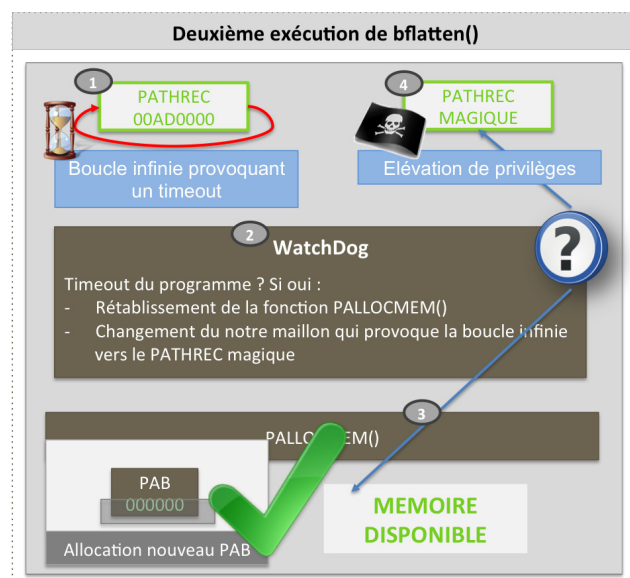 Deuxième exécution de bflatten()
1
PATHREC
00AD0000
Boucle infinie provoquant
un timeout
4
PATHREC
MAGIQUE
Elévation de privilèges
?
2
WatchDog
Timeout du programme ? Si oui :
- Rétablissement de la fonction PALLOCMEM()
- Changement du notre maillon qui provoque la boucle infinie
vers le PATHREC magique
3
PALLOCMEM()
PAB
000000
Allocation nouveau PAB
MEMOIRE
DISPONIBLE